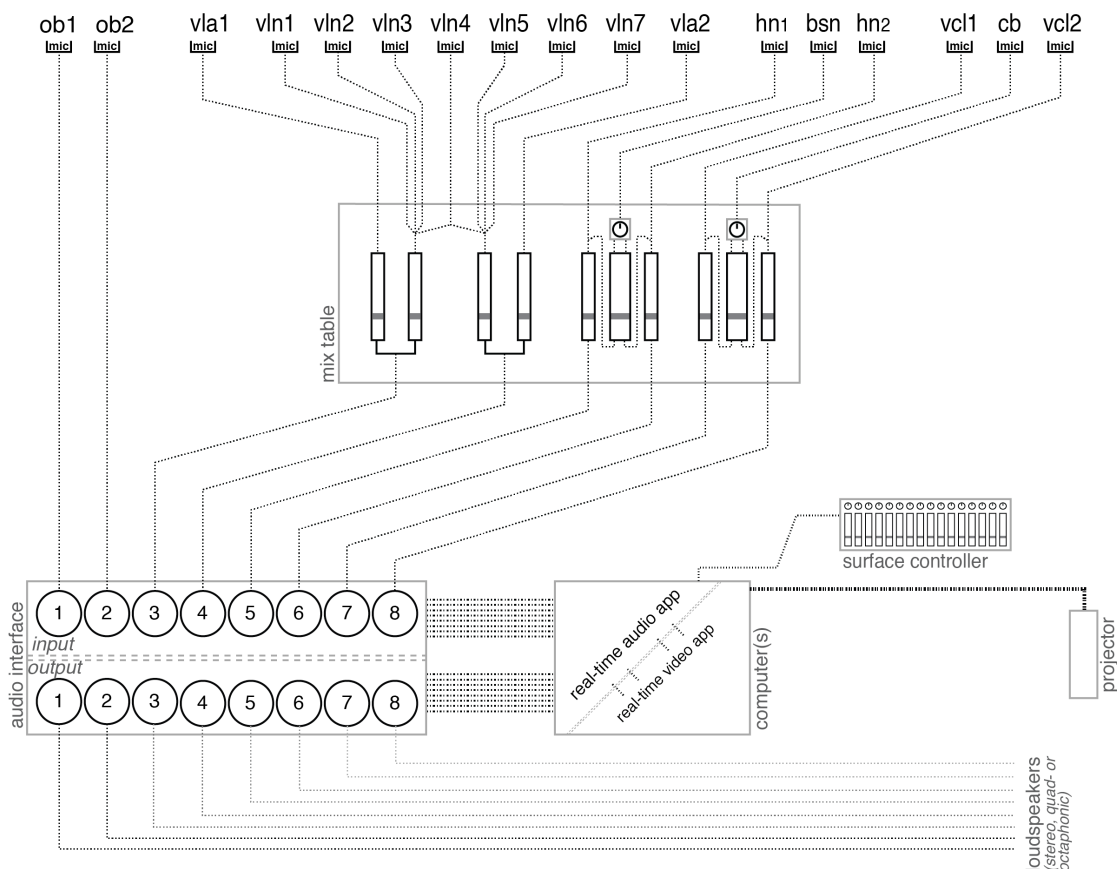 ob1 ob2 vla1 vln1 vln2 vln3 vln4 vln5 vln6 vln7 vla2 hn1 bsn hn2 vcl1 cb vcl2
mic mic mic mic mic mic mic mic mic mic mic mic mic mic mic mic mic
mix table
surface controller
audio interface
1 2 3 4 5 6 7 8
input
output
1 2 3 4 5 6 7 8
real-time audio app
real-time video app
computer(s)
projector
loudspeakers
(stereo, quad- or
octaphonic)